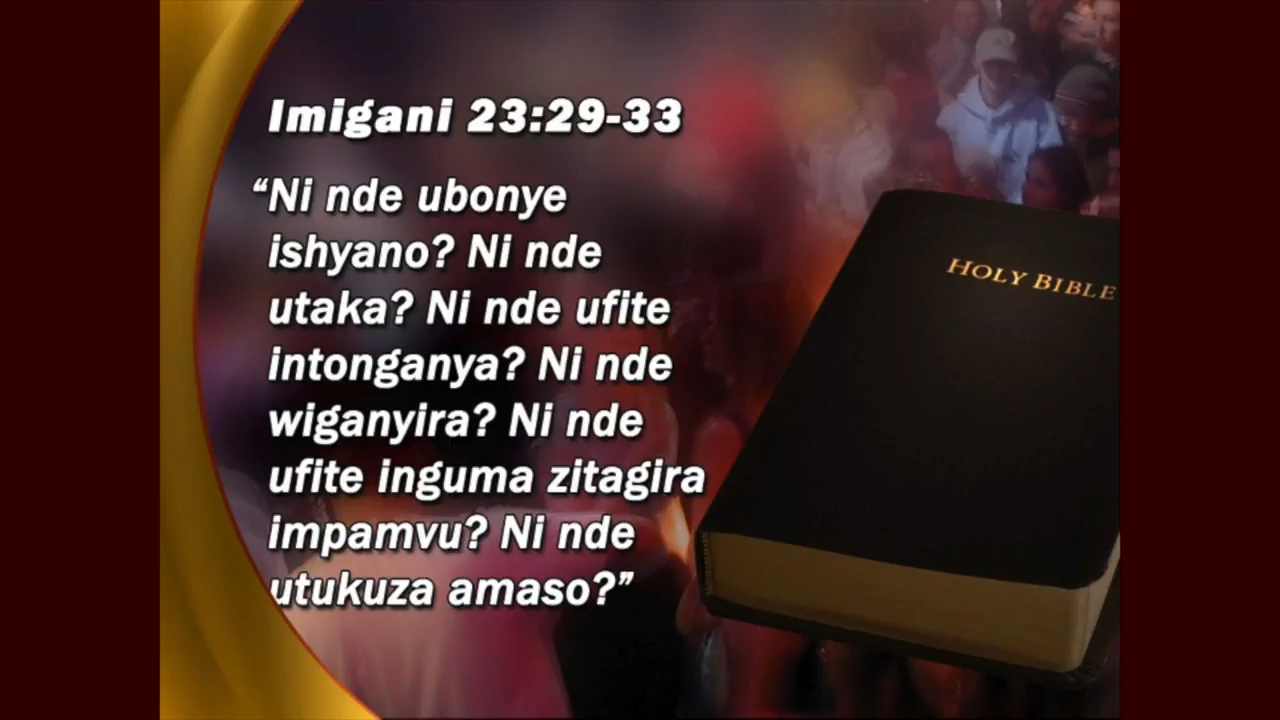 Imigani 23:29-33
“Ni nde ubonye
ishyano? Ni nde
utaka? Ni nde ufite
intonganya? Ni nde
wiganyira? Ni nde
ufite inguma zitagira
impamvu? Ni nde
utukuza amaso?”
HOLY BIBLE